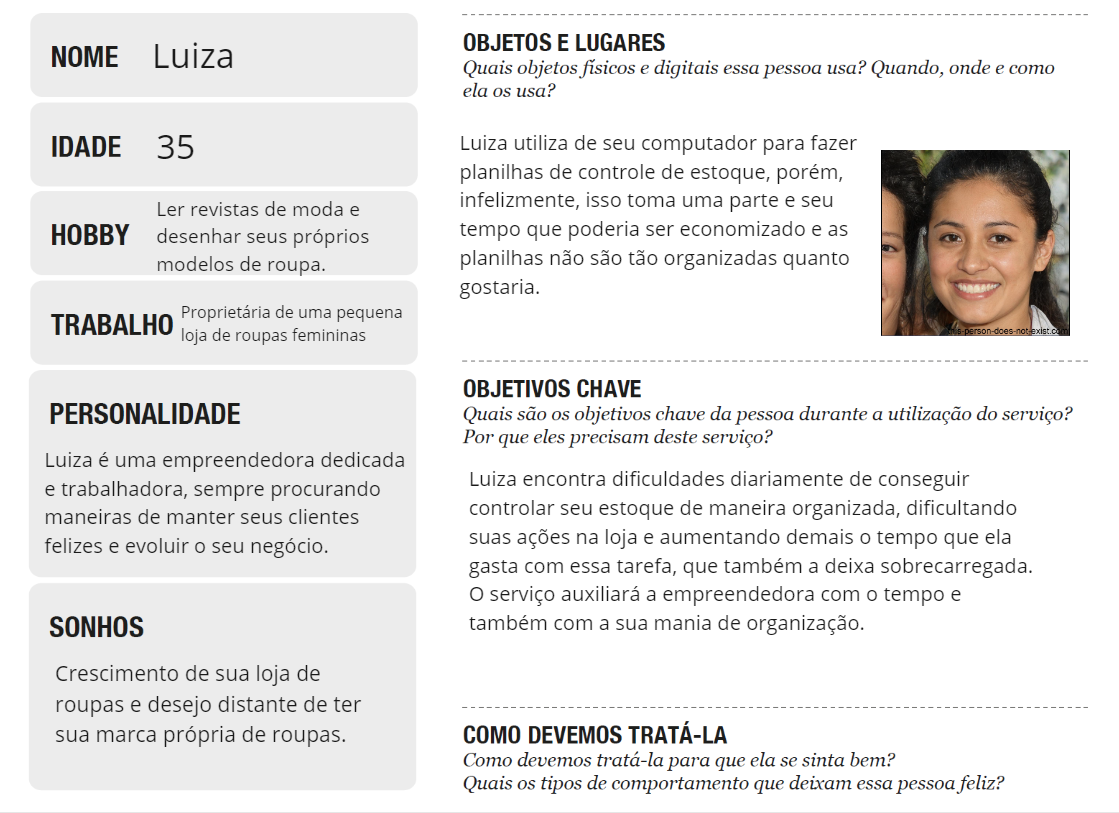 NOME Luiza
IDADE 35
HOBBY
Ler revistas de moda e
desenhar seus próprios
modelos de roupa.
TRABALHO
Proprietária de uma pequena
loja de roupas femininas
PERSONALIDADE
Luiza é uma empreendedora dedicada
e trabalhadora, sempre procurando
maneiras de manter seus clientes
felizes e evoluir o seu negócio.
SONHOS
Crescimento de sua loja de
roupas e desejo distante de ter
sua marca própria de roupas.
OBJETOS E LUGARES
Quais objetos físicos e digitais essa pessoa usa? Quando, onde e como
ela os usa?
Luiza utiliza de seu computador para fazer
planilhas de controle de estoque, porém,
infelizmente, isso toma uma parte e seu
tempo que poderia ser economizado e as
planilhas não são tão organizadas quanto
gostaria.
-person-does-not-exist.com
OBJETIVOS CHAVE
Quais são os objetivos chave da pessoa durante a utilização do serviço?
Por que eles precisam deste serviço?
Luiza encontra dificuldades diariamente de conseguir
controlar seu estoque de maneira organizada, dificultando
suas ações na loja e aumentando demais o tempo que ela
gasta com essa tarefa, que também a deixa sobrecarregada.
O serviço auxiliará a empreendedora com o tempo e
também com a sua mania de organização.
COMO DEVEMOS TRATÁ-LA
Como devemos tratá-la para que ela se sinta bem?
Quais os tipos de comportamento que deixam essa pessoa feliz?